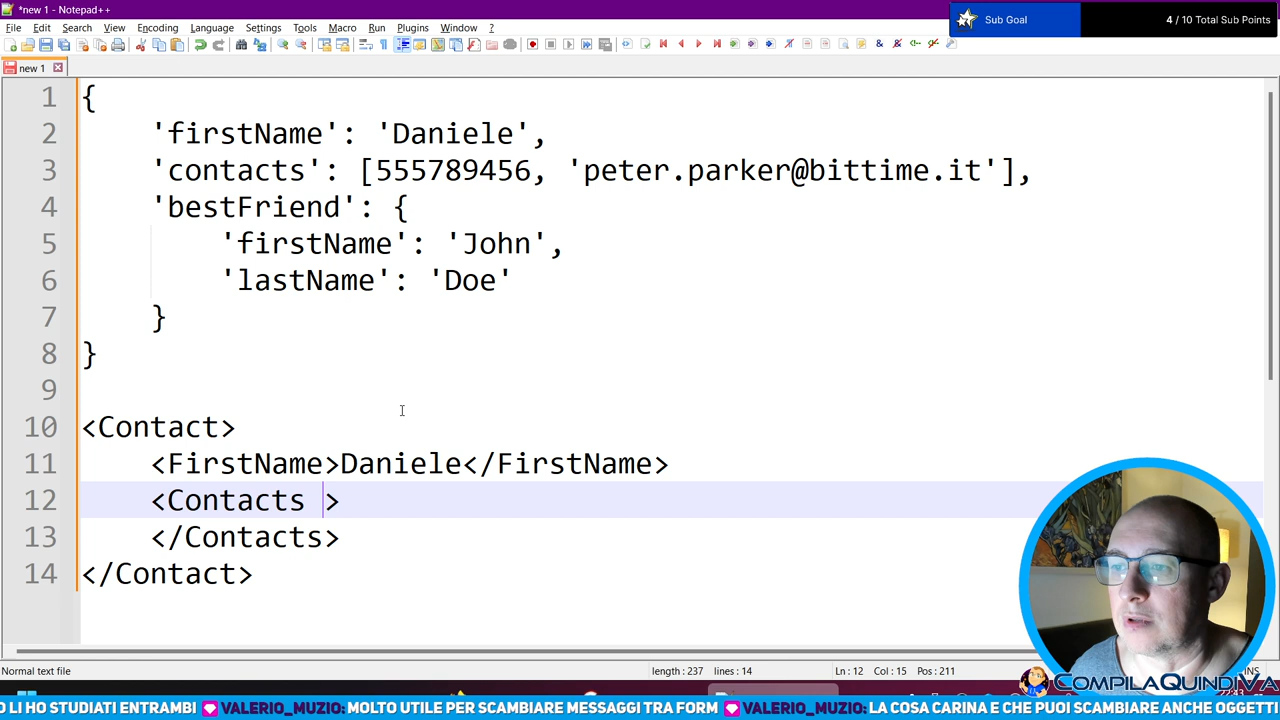 *new 1 - Notepad++
Sub Goal
4 / 10 Total Sub Points
File Edit Search View Encoding Language Settings Tools Macro Run Plugins Window ?
new 1
1 {
2 'firstName': 'Daniele',
3 'contacts': [555789456, 'peter.parker@bittime.it'],
4 'bestFriend': {
5 'firstName': 'John',
6 'lastName': 'Doe'
7 }
8 }
9
10 <Contact>
11 <FirstName>Daniele</FirstName>
12 <Contacts >
13 </Contacts>
14 </Contact>
Normal text file length : 237 lines : 14 Ln : 12 Col : 15 Pos : 211
CompilaQuindiVa
O LI HO STUDIATI ENTRAMBI VALERIO_MUZIO: MOLTO UTILE PER SCAMBIARE MESSAGGI TRA FORM VALERIO_MUZIO: LA COSA CARINA E CHE PUOI SCAMBIARE ANCHE OGGETTI